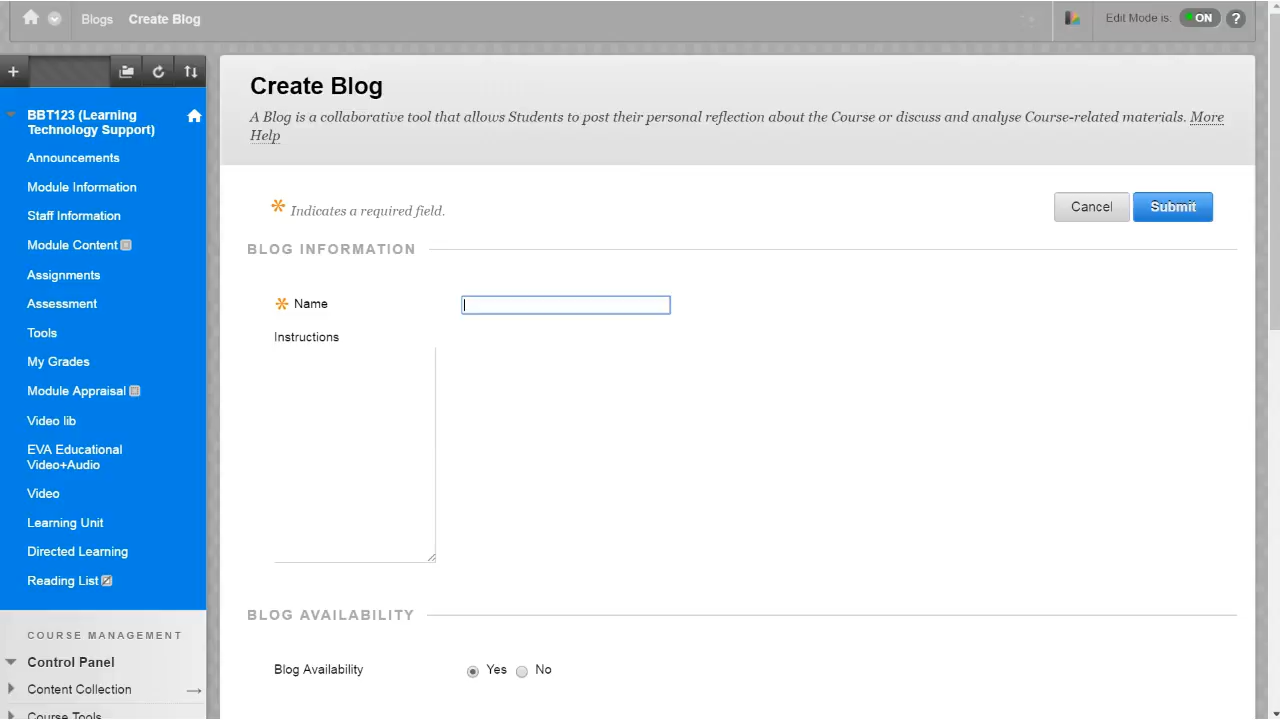 Blogs Create Blog
Edit Mode is: ON ?
BBT123 (Learning
Technology Support)
Announcements
Module Information
Staff Information
Module Content
Assignments
Assessment
Tools
My Grades
Module Appraisal
Video lib
EVA Educational
Video+Audio
Video
Learning Unit
Directed Learning
Reading List
COURSE MANAGEMENT
Control Panel
Content Collection
Course Tools
Create Blog
A Blog is a collaborative tool that allows Students to post their personal reflection about the Course or discuss and analyse Course-related materials. More
Help
* Indicates a required field.
Cancel Submit
BLOG INFORMATION
* Name
Instructions
BLOG AVAILABILITY
Blog Availability Yes No